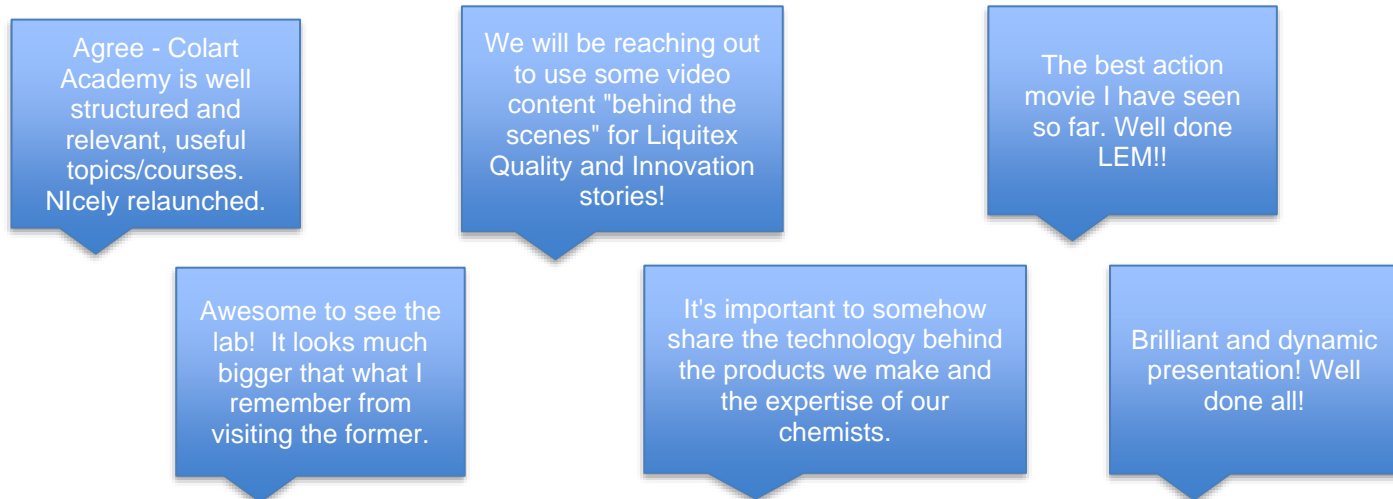 Agree - Colart
Academy is well
structured and
relevant, useful
topics/courses.
NIcely relaunched.
We will be reaching out
to use some video
content "behind the
scenes" for Liquitex
Quality and Innovation
stories!
The best action
movie I have seen
so far. Well done
LEM!!
Awesome to see the
lab!  It looks much
bigger that what I
remember from
visiting the former.
It's important to somehow
share the technology behind
the products we make and
the expertise of our
chemists.
Brilliant and dynamic
presentation! Well
done all!